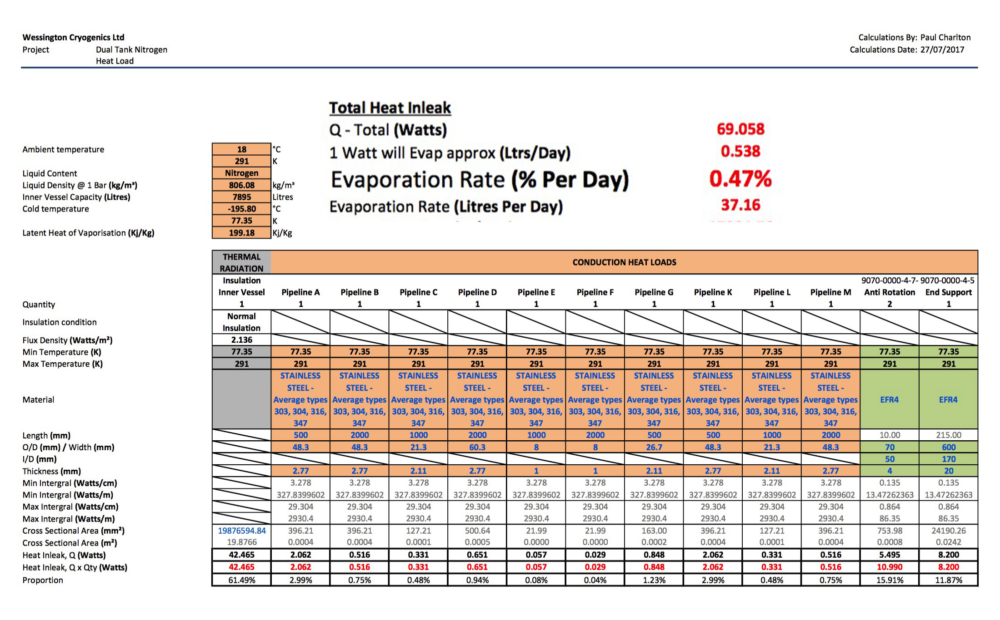 Wessington Cryogenics Ltd
Calculations By: Paul Charlton
Project Dual Tank Nitrogen
Calculations Date: 27/07/2017
Heat Load
Total Heat Inleak
Q - Total (Watts) 69.058
1 Watt will Evap approx (Ltrs/Day) 0.538
Evaporation Rate (% Per Day) 0.47%
Evaporation Rate (Litres Per Day) 37.16
Ambient temperature 18 °C
291 K
Liquid Content Nitrogen
Liquid Density @ 1 Bar (kg/m³) 806.08 kg/m³
Inner Vessel Capacity (Litres) 7895 Litres
Cold temperature -195.80 °C
77.35 K
Latent Heat of Vaporisation (Kj/Kg) 199.18 Kj/Kg
THERMAL
RADIATION
CONDUCTION HEAT LOADS
Insulation 9070-0000-4-7- 9070-0000-4-5
Inner Vessel Pipeline A Pipeline B Pipeline C Pipeline D Pipeline E Pipeline F Pipeline G Pipeline K Pipeline L Pipeline M Anti Rotation End Support
Quantity 1 1 1 1 1 1 1 1 1 1 1 2 1
Insulation condition Normal
Insulation
Flux Density (Watts/m²) 2.136
Min Temperature (K) 77.35 77.35 77.35 77.35 77.35 77.35 77.35 77.35 77.35 77.35 77.35 77.35 77.35
Max Temperature (K) 291 291 291 291 291 291 291 291 291 291 291 291 291
STAINLESS STAINLESS STAINLESS STAINLESS STAINLESS STAINLESS STAINLESS STAINLESS STAINLESS STAINLESS
STEEL - STEEL - STEEL - STEEL - STEEL - STEEL - STEEL - STEEL - STEEL - STEEL -
Material Average types Average types Average types Average types Average types Average types Average types Average types Average types Average types EFR4 EFR4
303, 304, 316, 303, 304, 316, 303, 304, 316, 303, 304, 316, 303, 304, 316, 303, 304, 316, 303, 304, 316, 303, 304, 316, 303, 304, 316, 303, 304, 316,
347 347 347 347 347 347 347 347 347 347
Length (mm) 500 2000 1000 2000 1000 2000 500 500 1000 2000 10.00 215.00
O/D (mm) / Width (mm) 48.3 48.3 21.3 60.3 8 8 26.7 48.3 21.3 48.3 70 600
I/D (mm) 50 170
Thickness (mm) 2.77 2.77 2.11 2.77 1 1 2.11 2.77 2.11 2.77 4 20
Min Intergral (Watts/cm) 3.278 3.278 3.278 3.278 3.278 3.278 3.278 3.278 3.278 3.278 0.135 0.135
Min Intergral (Watts/m) 327.8399602 327.8399602 327.8399602 327.8399602 327.8399602 327.8399602 327.8399602 327.8399602 327.8399602 327.8399602 13.47262363 13.47262363
Max Intergral (Watts/cm) 29.304 29.304 29.304 29.304 29.304 29.304 29.304 29.304 29.304 29.304 0.864 0.864
Max Intergral (Watts/m) 2930.4 2930.4 2930.4 2930.4 2930.4 2930.4 2930.4 2930.4 2930.4 2930.4 86.35 86.35
Cross Sectional Area (mm²) 19876594.84 396.21 396.21 127.21 500.64 21.99 21.99 163.00 396.21 127.21 396.21 753.98 24190.26
Cross Sectional Area (m²) 19.8766 0.0004 0.0004 0.0001 0.0005 0.0000 0.0000 0.0002 0.0004 0.0001 0.0004 0.0008 0.0242
Heat Inleak, Q (Watts) 42.465 2.062 0.516 0.331 0.651 0.057 0.029 0.848 2.062 0.331 0.516 5.495 8.200
Heat Inleak, Q x Qty (Watts) 42.465 2.062 0.516 0.331 0.651 0.057 0.029 0.848 2.062 0.331 0.516 10.990 8.200
Proportion 61.49% 2.99% 0.75% 0.48% 0.94% 0.08% 0.04% 1.23% 2.99% 0.48% 0.75% 15.91% 11.87%